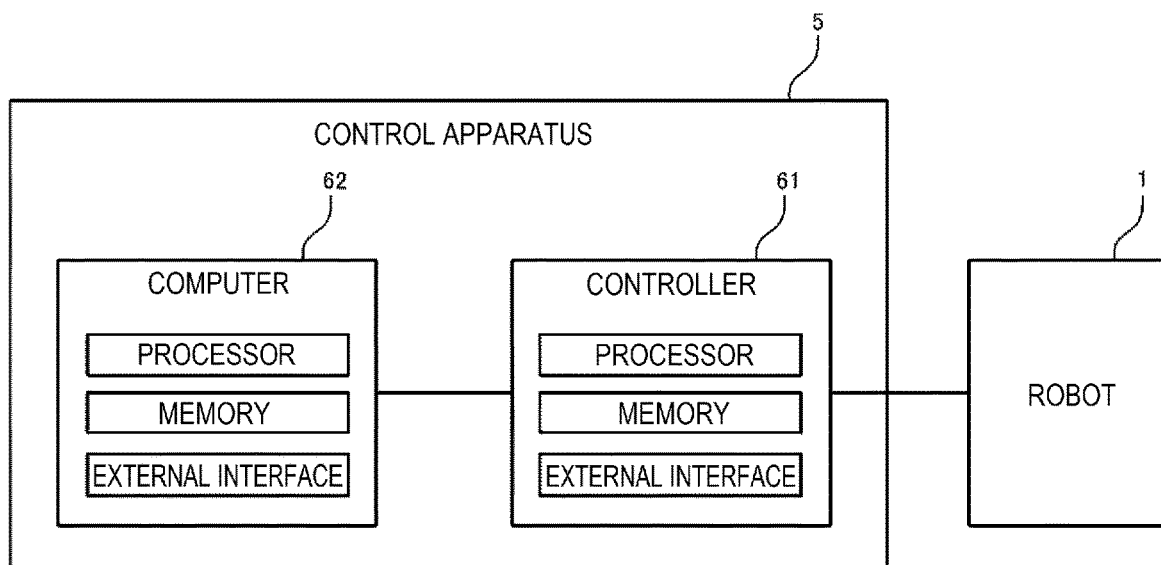 5
CONTROL APPARATUS
62
61
1
COMPUTER
CONTROLLER
PROCESSOR
PROCESSOR
MEMORY
MEMORY
ROBOT
EXTERNAL INTERFACE
EXTERNAL INTERFACE